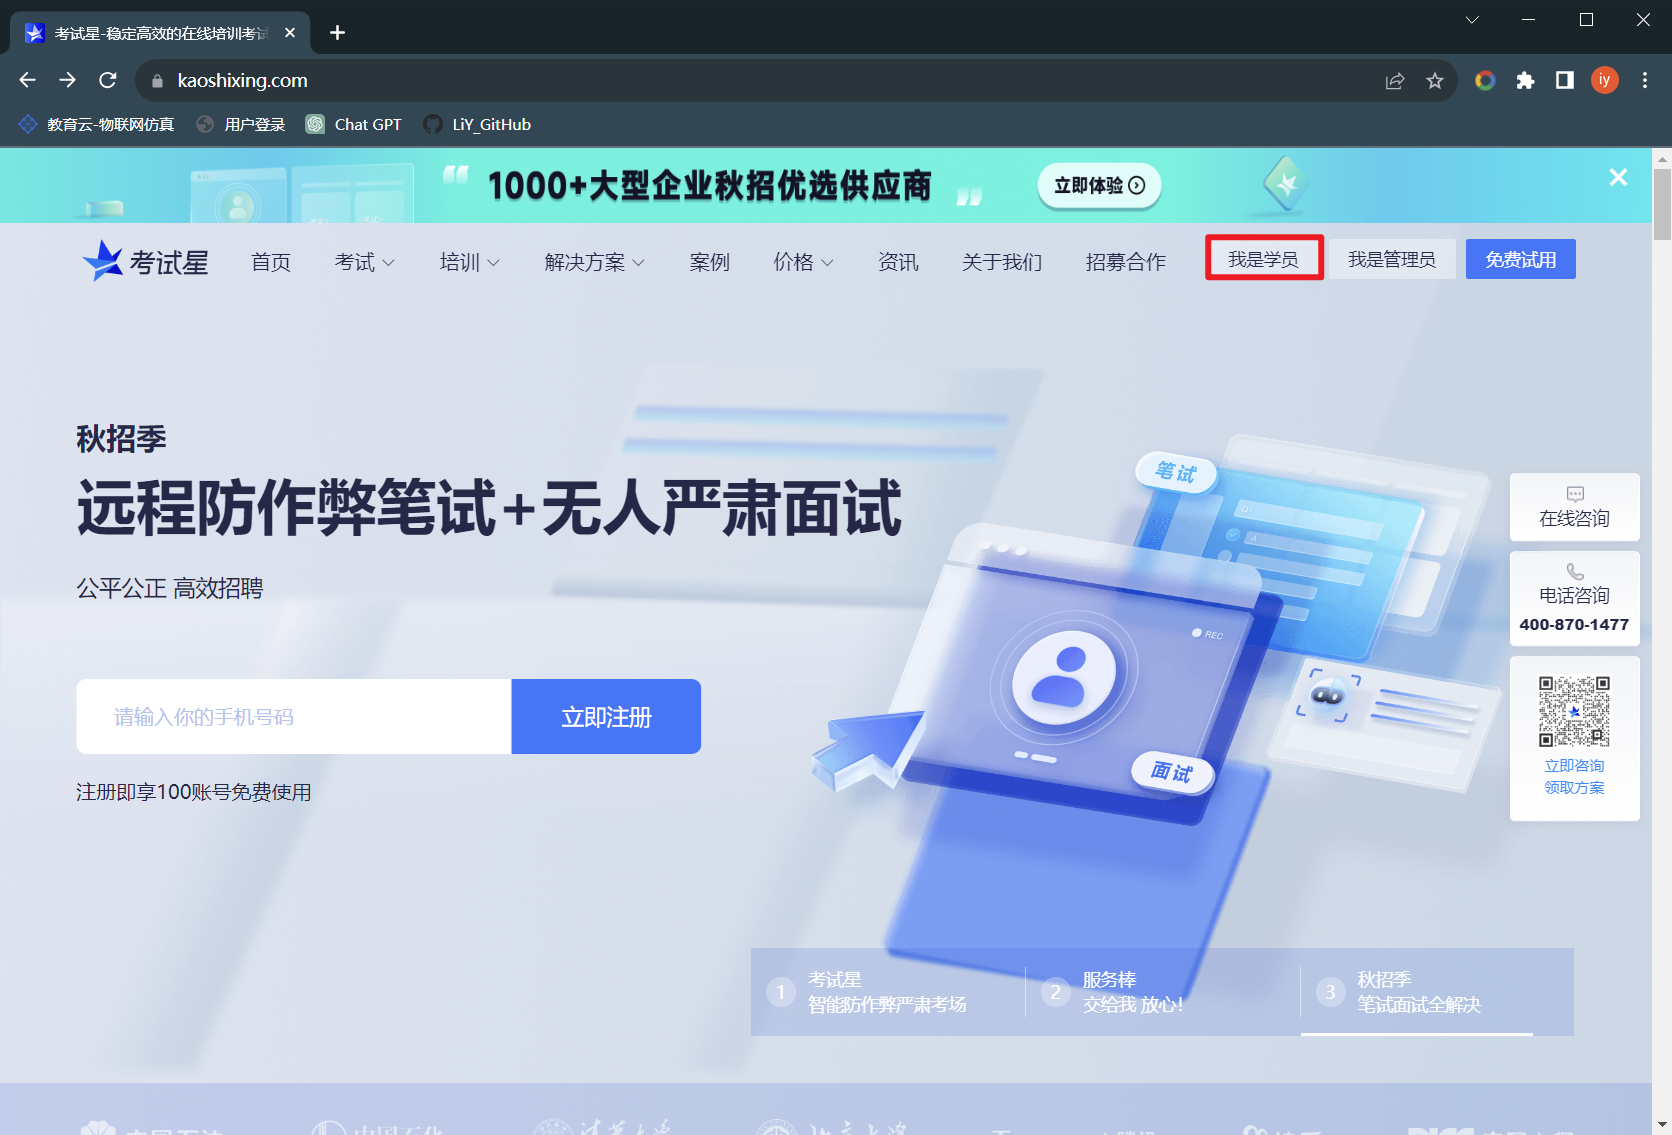 考试星-稳定高效的在线培训考试
kaoshixing.com
iy
教育云-物联网仿真
用户登录
Chat GPT
LiY_GitHub
1000+大型企业秋招优选供应商
立即体验
考试星
首页
考试
培训
解决方案
案例
价格
资讯
关于我们
招募合作
我是学员
我是管理员
免费试用
秋招季
远程防作弊笔试+无人严肃面试
公平公正 高效招聘
请输入你的手机号码
立即注册
注册即享100账号免费使用
笔试
A
REC
面试
在线咨询
电话咨询
400-870-1477
立即咨询
领取方案
1
考试星
智能防作弊严肃考场
2
服务棒
交给我 放心!
3
秋招季
笔试面试全解决